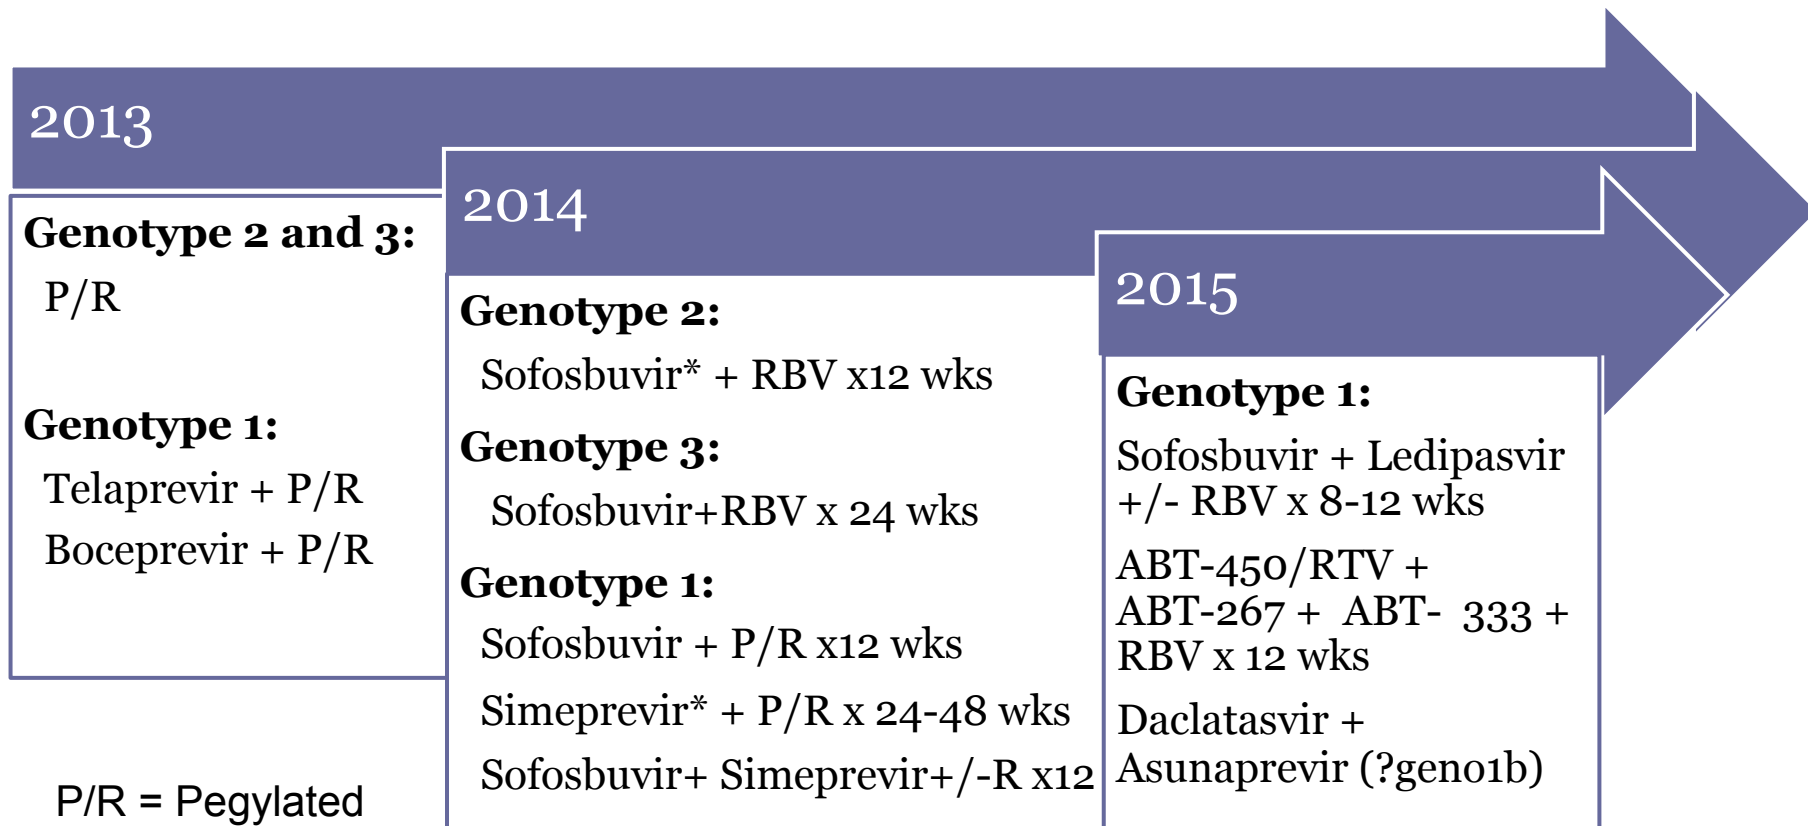 2013
Genotype 2 and 3:
P/R
Genotype 1:
Telaprevir + P/R
Boceprevir + P/R
P/R = Pegylated
2014
Genotype 2:
Sofosbuvir* + RBV x12 wks
Genotype 3:
Sofosbuvir+RBV x 24 wks
Genotype 1:
Sofosbuvir + P/R x12 wks
Simeprevir* + P/R x 24-48 wks
Sofosbuvir+ Simeprevir+/-R x12
2015
Genotype 1:
Sofosbuvir + Ledipasvir
+/- RBV x 8-12 wks
ABT-450/RTV +
ABT-267 + ABT- 333 +
RBV x 12 wks
Daclatasvir +
Asunaprevir (?geno1b)